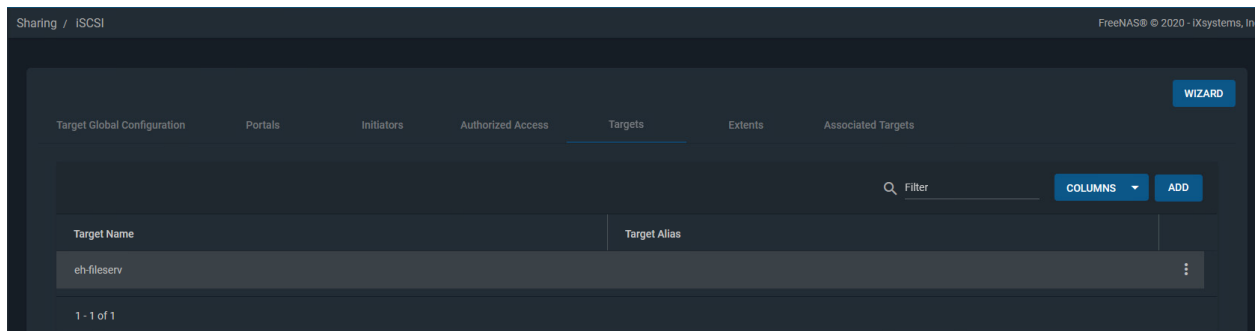 Sharing / iSCSI FreeNAS® © 2020 - iXsystems, In
WIZARD
Target Global Configuration Portals Initiators Authorized Access Targets Extents Associated Targets
Filter COLUMNS ADD
Target Name Target Alias
eh-fileserv
1 - 1 of 1